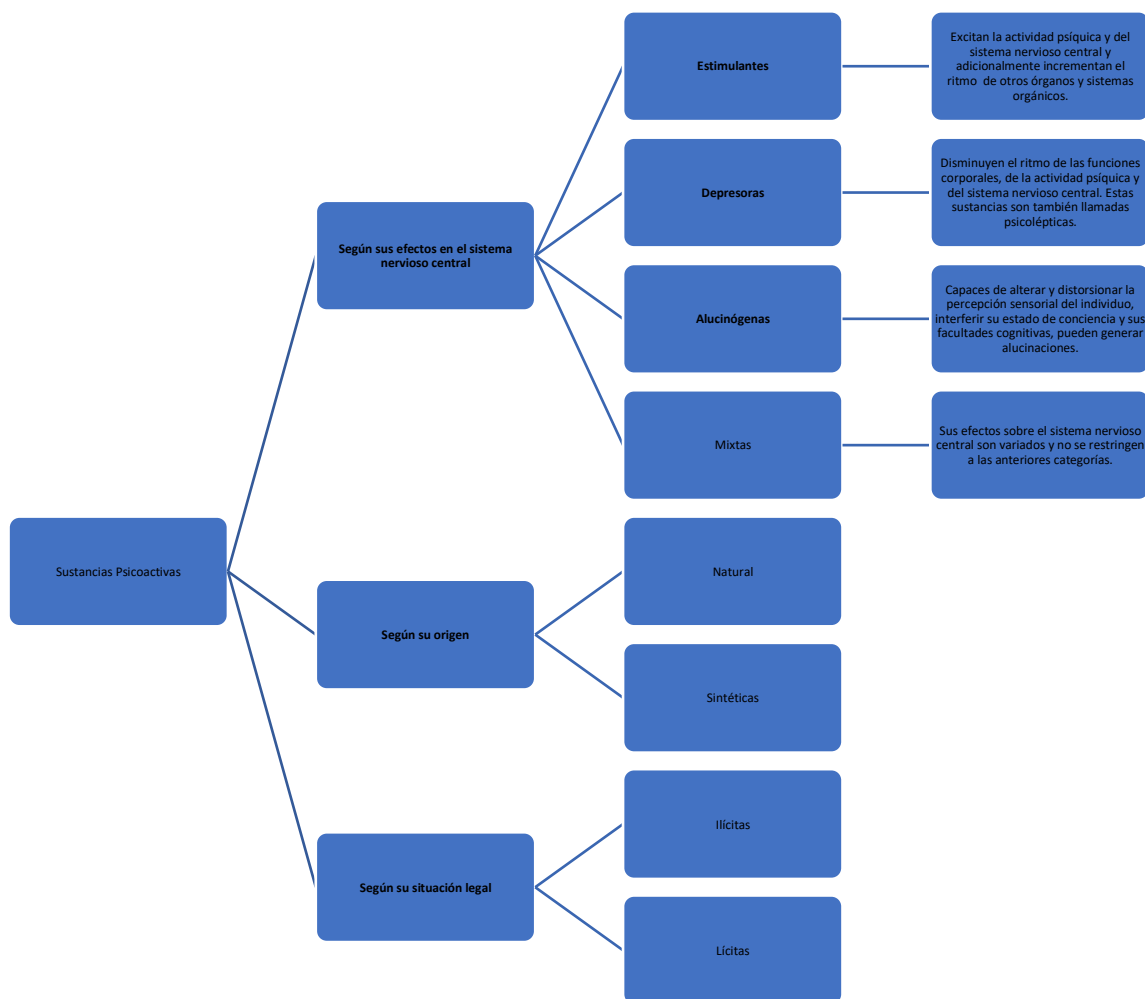 Sustancias Psicoactivas
Según sus efectos en el sistema
nervioso central
Estimulantes
Excitan la actividad psíquica y del
sistema nervioso central y
adicionalmente incrementan el
ritmo de otros órganos y sistemas
orgánicos.
Depresoras
Disminuyen el ritmo de las funciones
corporales, de la actividad psíquica y
del sistema nervioso central. Estas
sustancias son también llamadas
psicolépticas.
Alucinógenas
Capaces de alterar y distorsionar la
percepción sensorial del individuo,
interferir su estado de conciencia y sus
facultades cognitivas, pueden generar
alucinaciones.
Mixtas
Sus efectos sobre el sistema nervioso
central son variados y no se restringen
a las anteriores categorías.
Según su origen
Natural
Sintéticas
Según su situación legal
Ilícitas
Lícitas